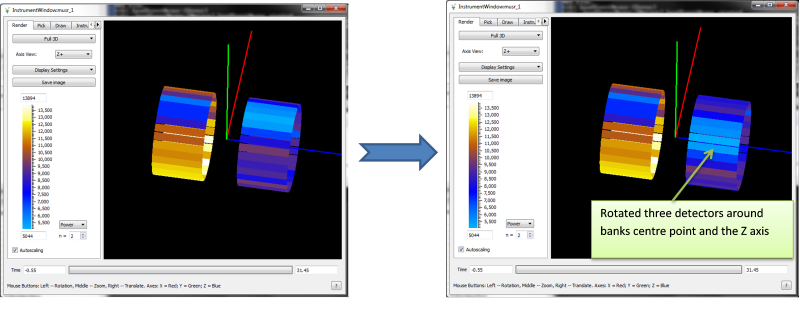 InstrumentWindow:musr_1
Render Pick Draw Instru
Full 3D
Axis View: Z+
Display Settings
Save image
13894
13,500
13,000
12,500
12,000
11,500
11,000
10,500
10,000
9,500
9,000
8,500
8,000
7,500
7,000
6,500
6,000
5,500
Power
5044 n = 2
Autoscaling
Time -0.55 31.45
Mouse Buttons: Left -- Rotation, Middle -- Zoom, Right -- Translate. Axes: X = Red; Y = Green; Z = Blue ?
InstrumentWindow:musr_1
Render Pick Draw Instru
Full 3D
Axis View: Z+
Display Settings
Save image
13894
13,500
13,000
12,500
12,000
11,500
11,000
10,500
10,000
9,500
9,000
8,500
8,000
7,500
7,000
6,500
6,000
5,500
Power
5044 n = 2
Autoscaling
Rotated three detectors around
banks centre point and the Z axis
Time -0.55 31.45
Mouse Buttons: Left -- Rotation, Middle -- Zoom, Right -- Translate. Axes: X = Red; Y = Green; Z = Blue ?